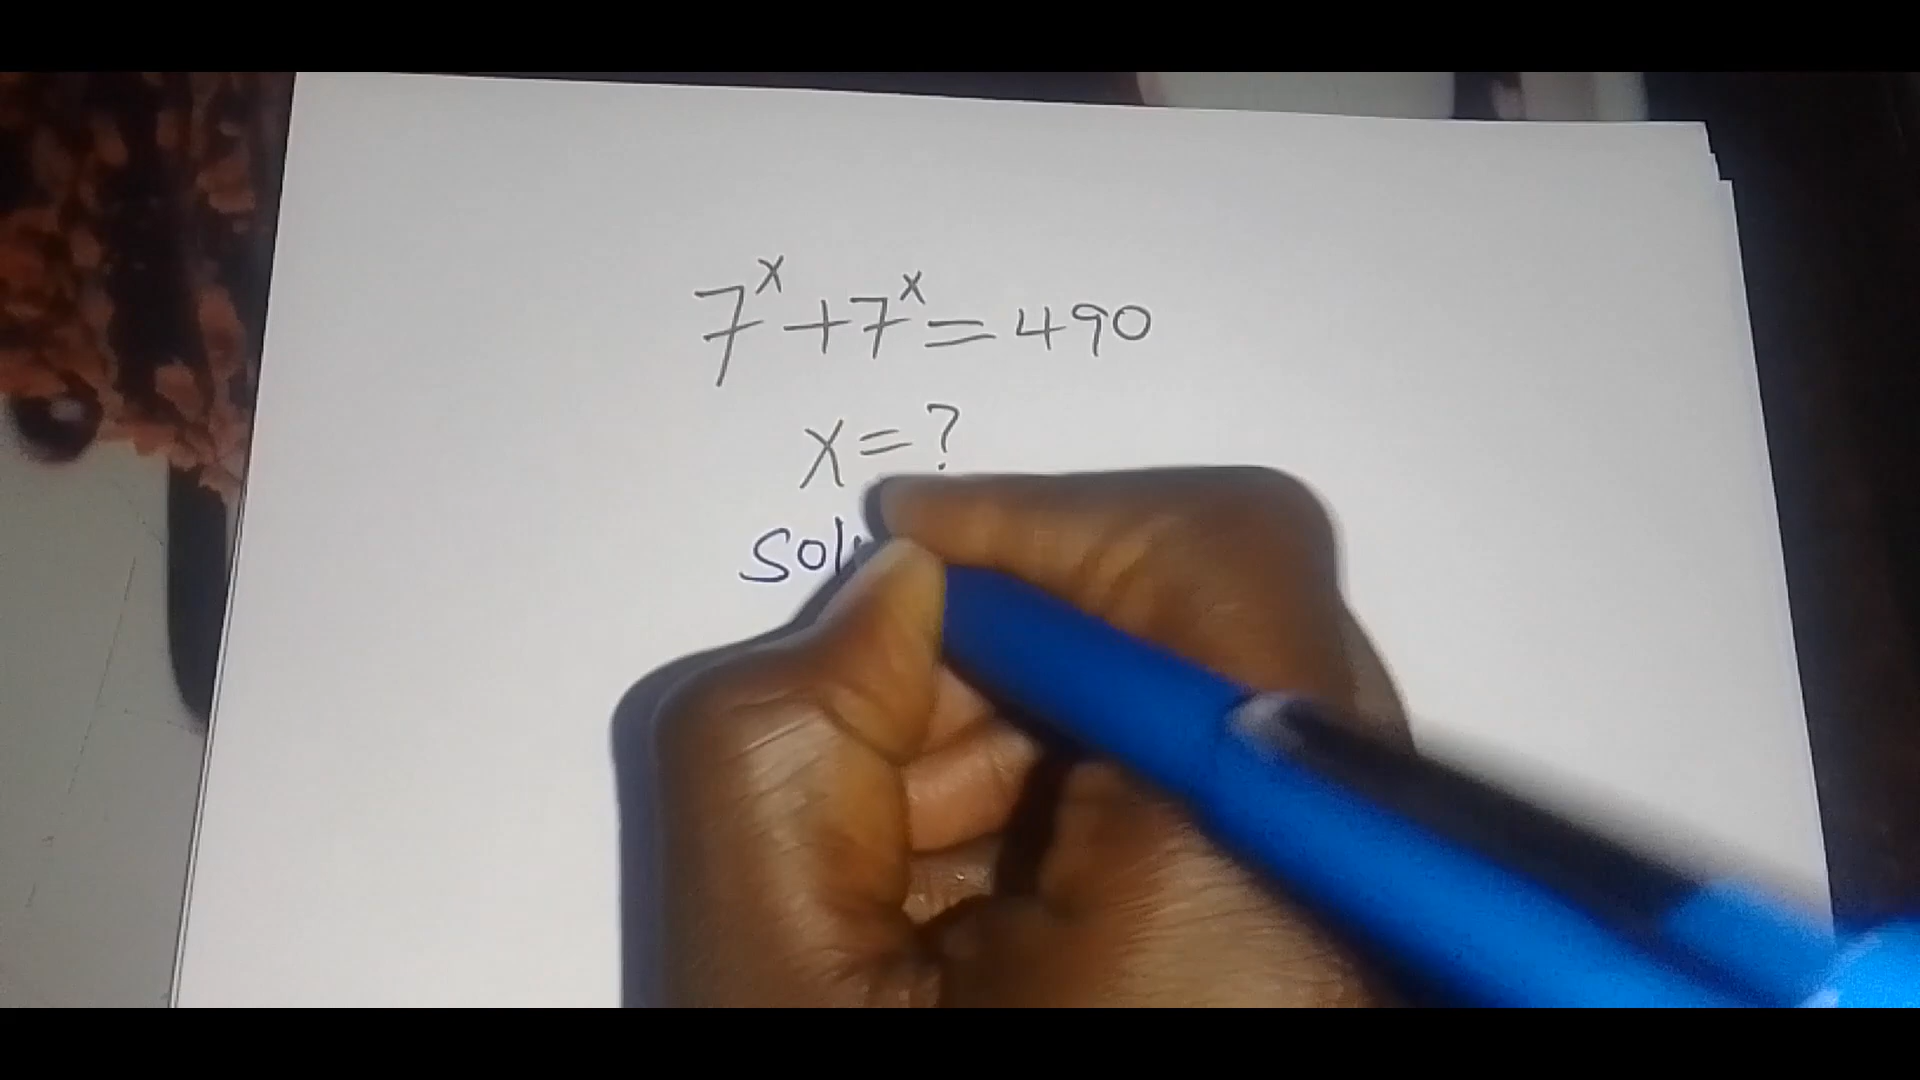 7^x + 7^x = 490
x = ?